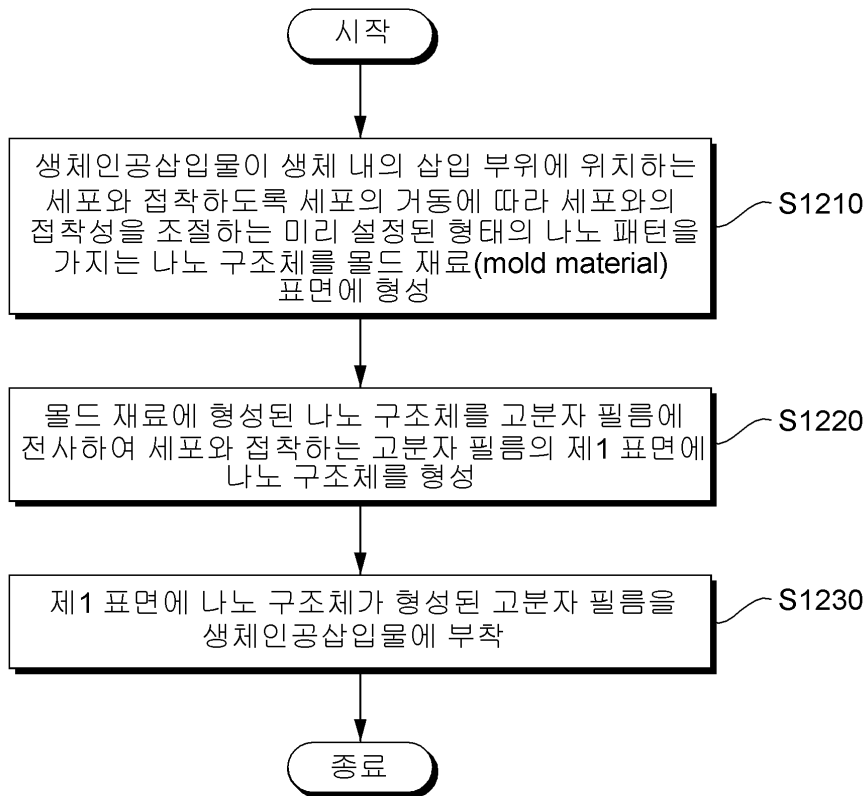 시작
생체인공삽입물이 생체 내의 삽입 부위에 위치하는
세포와 접착하도록 세포의 거동에 따라 세포와의
접착성을 조절하는 미리 설정된 형태의 나노 패턴을
가지는 나노 구조체를 몰드 재료(mold material)
표면에 형성
S1210
몰드 재료에 형성된 나노 구조체를 고분자 필름에
전사하여 세포와 접착하는 고분자 필름의 제1 표면에
나노 구조체를 형성
S1220
제1 표면에 나노 구조체가 형성된 고분자 필름을
생체인공삽입물에 부착
S1230
종료